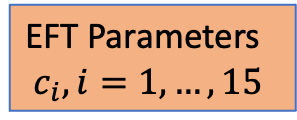 EFT Parameters
𝑐ᵢ, 𝑖 = 1, … , 15